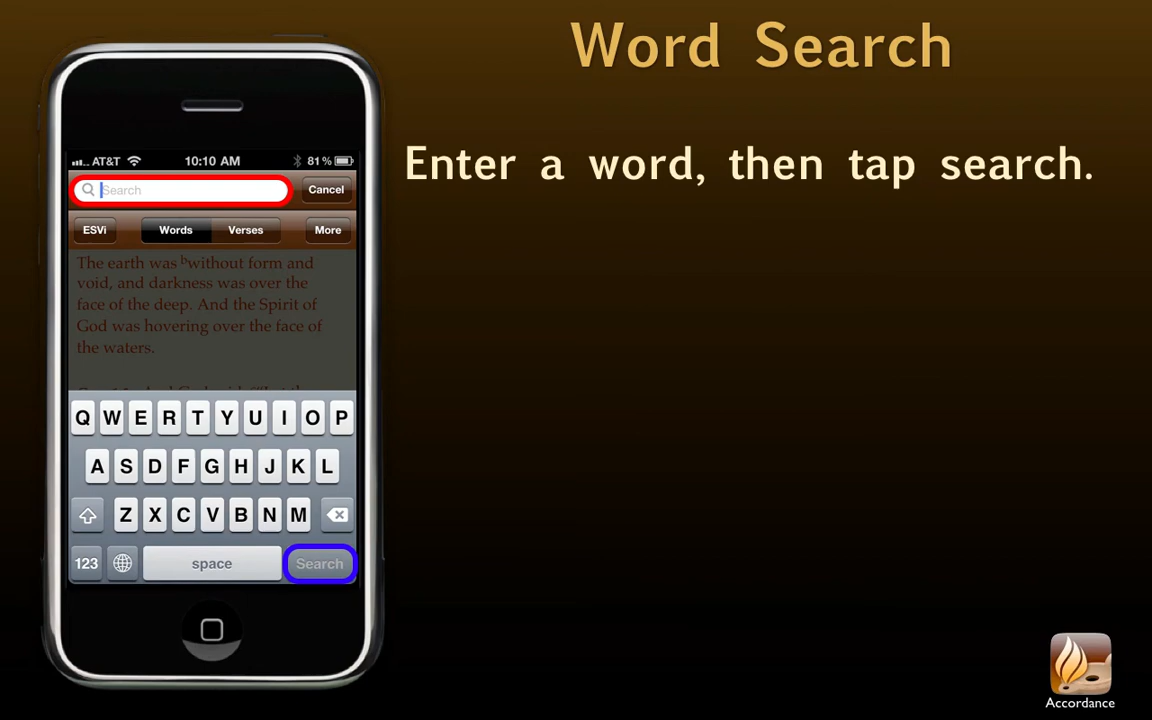 Word Search
Enter a word, then tap search.
AT&T 10:10 AM 81%
Search Cancel
ESVi Words Verses More
The earth was ᵇwithout form and
void, and darkness was over the
face of the deep. And the Spirit of
God was hovering over the face of
the waters.
Q W E R T Y U I O P
A S D F G H J K L
Z X C V B N M
123 space Search
Accordance